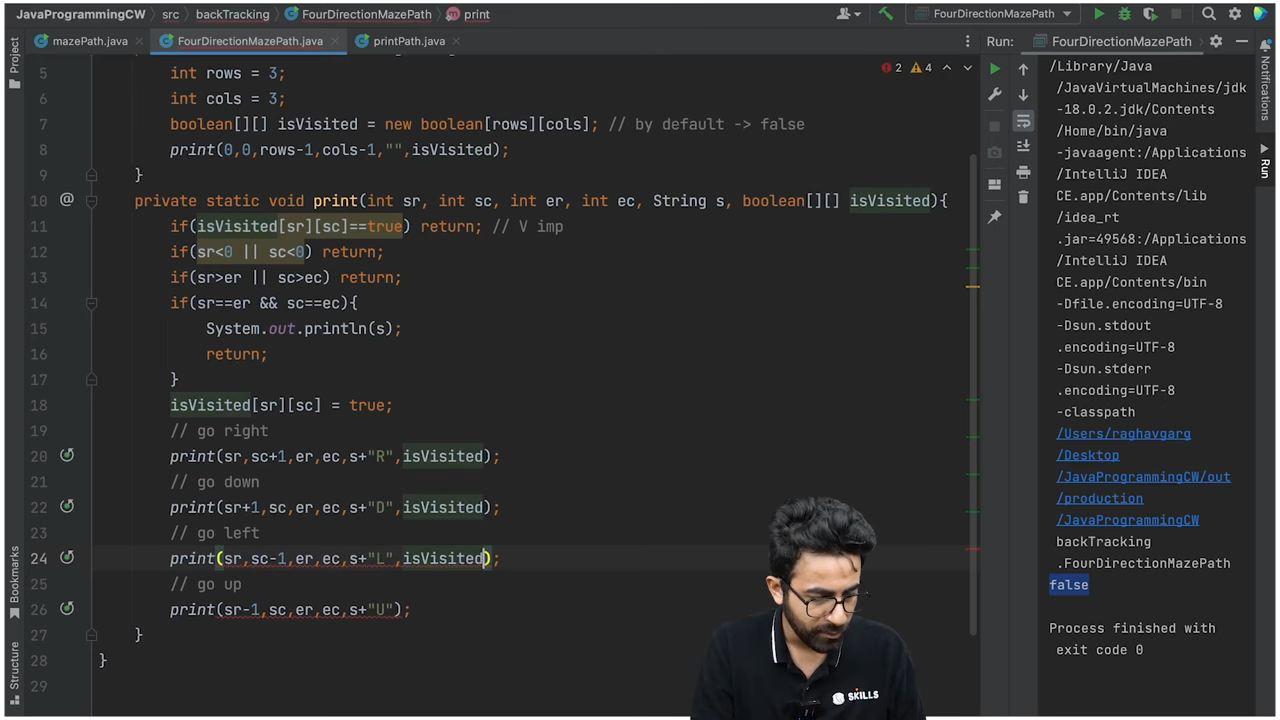 JavaProgrammingCW src backTracking FourDirectionMazePath print
FourDirectionMazePath
Project
mazePath.java FourDirectionMazePath.java printPath.java
Run: FourDirectionMazePath
Notifications
Run
2 4
5 int rows = 3;
6 int cols = 3;
7 boolean[][] isVisited = new boolean[rows][cols]; // by default -> false
8 print(0,0,rows-1,cols-1,"",isVisited);
9 }
10 @ private static void print(int sr, int sc, int er, int ec, String s, boolean[][] isVisited){
11 if(isVisited[sr][sc]==true) return; // V imp
12 if(sr<0 || sc<0) return;
13 if(sr>er || sc>ec) return;
14 if(sr==er && sc==ec){
15 System.out.println(s);
16 return;
17 }
18 isVisited[sr][sc] = true;
19 // go right
20 print(sr,sc+1,er,ec,s+"R",isVisited);
21 // go down
22 print(sr+1,sc,er,ec,s+"D",isVisited);
23 // go left
24 print(sr,sc-1,er,ec,s+"L",isVisited);
25 // go up
26 print(sr-1,sc,er,ec,s+"U");
27 }
28 }
29
Bookmarks
Structure
/Library/Java
/JavaVirtualMachines/jdk
-18.0.2.jdk/Contents
/Home/bin/java
-javaagent:/Applications
/IntelliJ IDEA
CE.app/Contents/lib
/idea_rt
.jar=49568:/Applications
/IntelliJ IDEA
CE.app/Contents/bin
-Dfile.encoding=UTF-8
-Dsun.stdout
.encoding=UTF-8
-Dsun.stderr
.encoding=UTF-8
-classpath
/Users/raghavgarg
/Desktop
/JavaProgrammingCW/out
/production
/JavaProgrammingCW
backTracking
.FourDirectionMazePath
false
Process finished with
exit code 0
SKILLS